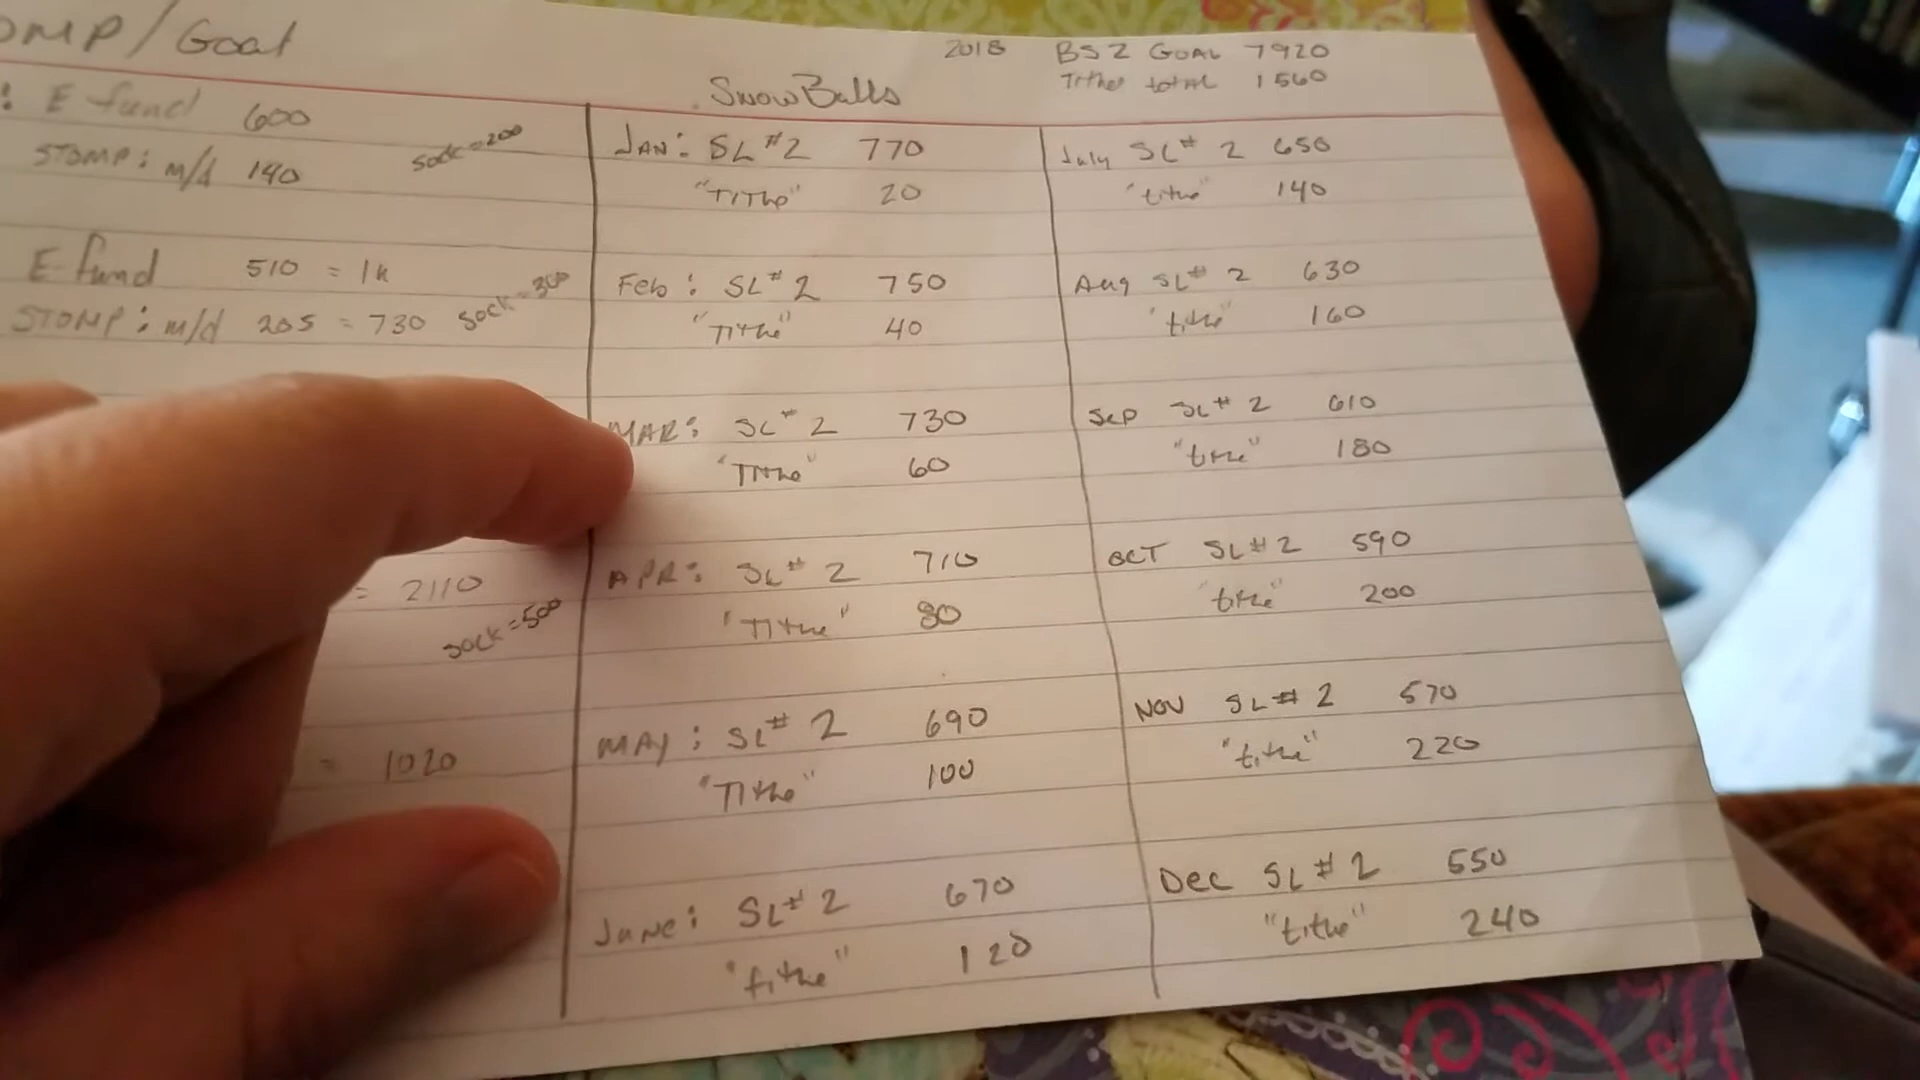 OMP/Goal
: E fund 600
STOMP: m/d 140
sock=200
E fund 510 = 1k
STOMP: m/d 205 = 730
sock=300
= 2110
sock=500
= 1020
2018
BS2 GOAL 7920
Tithe total 1560
SnowBalls
JAN: SL #2 770
"TITHe" 20
Feb: SL #2 750
"TITHe" 40
MAR: SL #2 730
"TITHe" 60
APR: SL #2 710
"TITHe" 80
MAY: SL #2 690
"TIthe" 100
June: SL #2 670
"tithe" 120
July SL #2 650
"tithe" 140
Aug SL #2 630
"tithe" 160
Sep SL #2 610
"tithe" 180
OCT SL #2 590
"tithe" 200
NOV SL #2 570
"tithe" 220
Dec SL #2 550
"tithe" 240